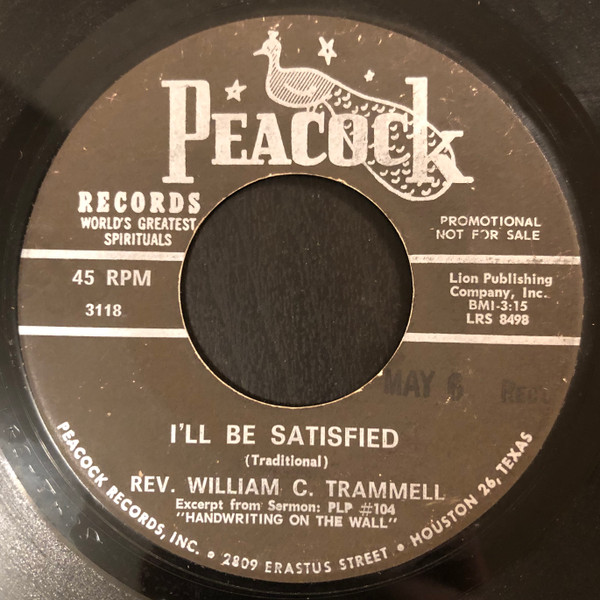 PEACOCK
RECORDS
WORLD'S GREATEST
SPIRITUALS
PROMOTIONAL
NOT FOR SALE
45 RPM
3118
Lion Publishing
Company, Inc.
BMI-3:15
LRS 8498
MAY 6
I'LL BE SATISFIED
(Traditional)
REV. WILLIAM C. TRAMMELL
Excerpt from Sermon: PLP #104
"HANDWRITING ON THE WALL"
PEACOCK RECORDS, INC. • 2809 ERASTUS STREET • HOUSTON 26, TEXAS